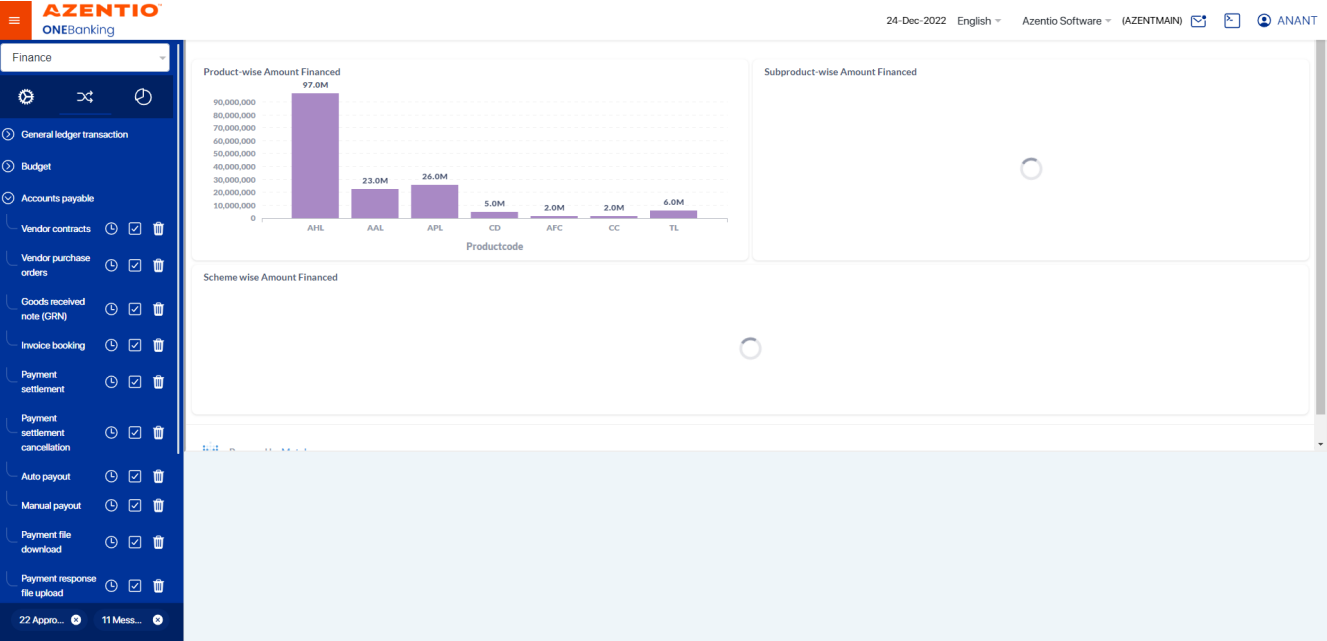 AZENTIO
ONEBanking
24-Dec-2022 English Azentio Software (AZENTMAIN) ANANT
Finance
General ledger transaction
Budget
Accounts payable
Vendor contracts
Vendor purchase
orders
Goods received
note (GRN)
Invoice booking
Payment
settlement
Payment
settlement
cancellation
Auto payout
Manual payout
Payment file
download
Payment response
file upload
22 Appro...
11 Mess...
Product-wise Amount Financed
97.0M
90,000,000
80,000,000
70,000,000
60,000,000
50,000,000
40,000,000
30,000,000
20,000,000
10,000,000
0
23.0M
26.0M
5.0M
2.0M
2.0M
6.0M
AHL AAL APL CD AFC CC TL
Productcode
Subproduct-wise Amount Financed
Scheme wise Amount Financed